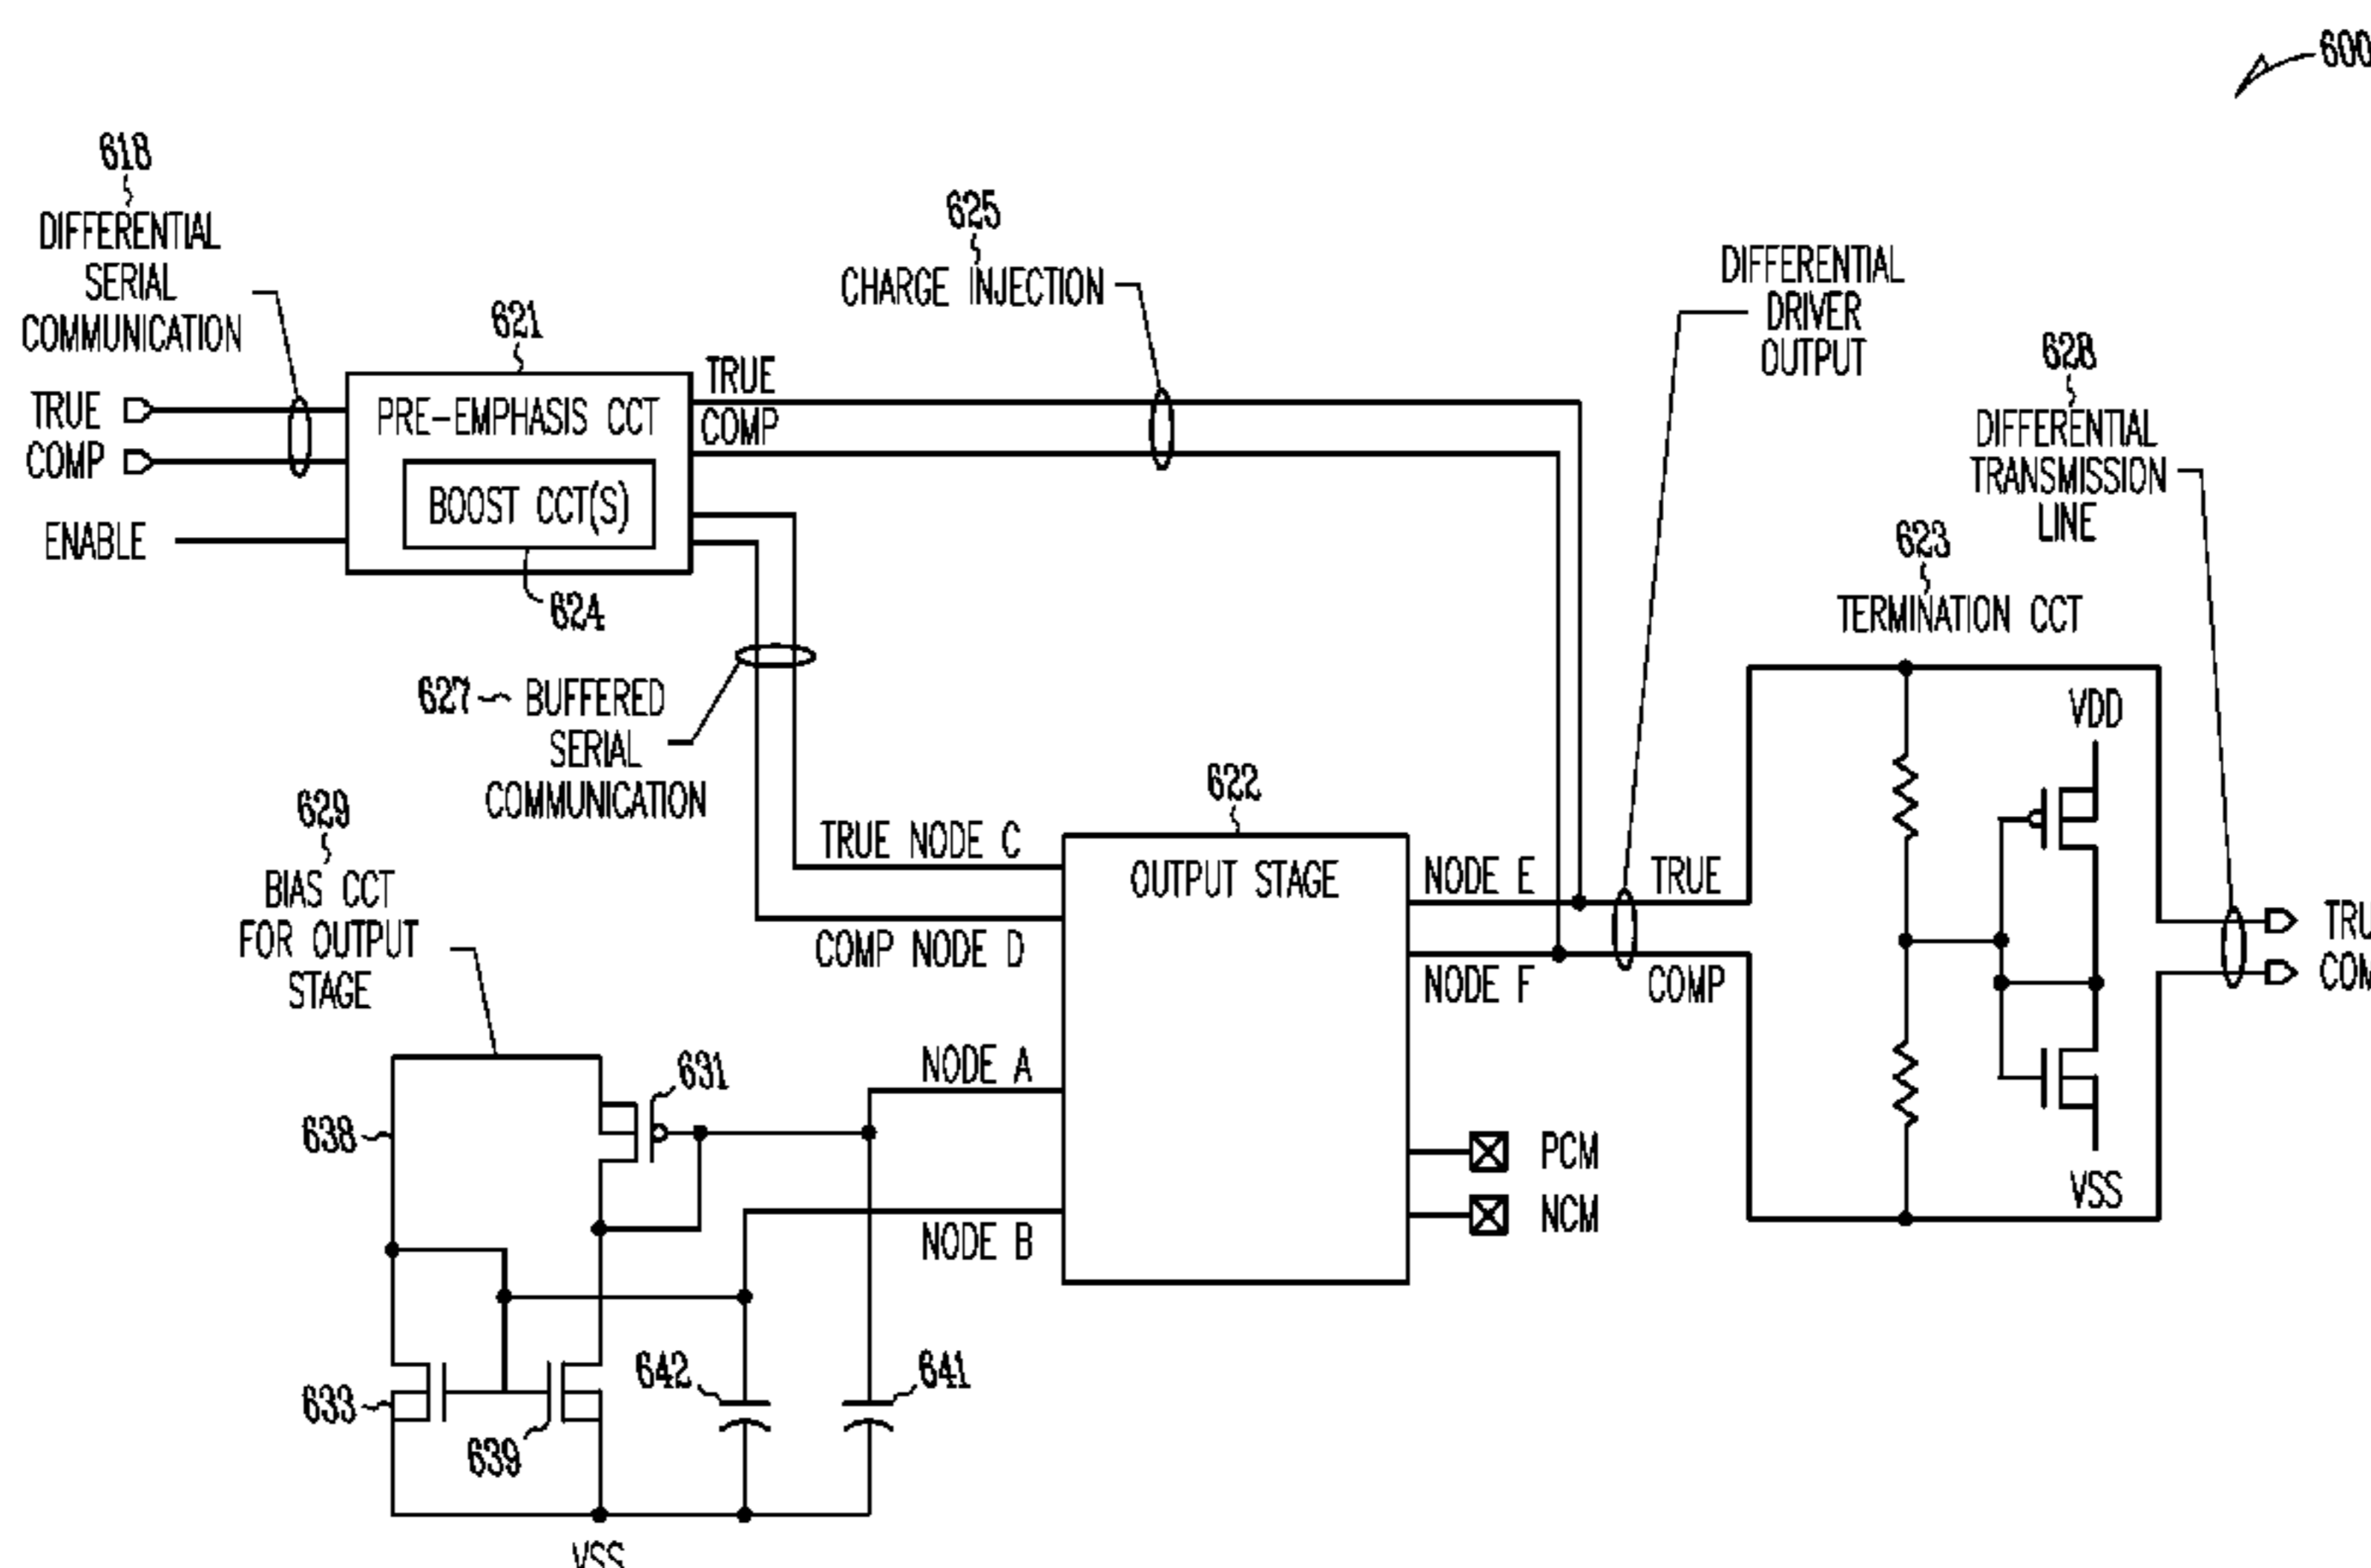 600
618
DIFFERENTIAL
SERIAL
COMMUNICATION
TRUE
COMP
ENABLE
621
PRE-EMPHASIS CCT
BOOST CCT(S)
624
TRUE
COMP
625
CHARGE INJECTION
DIFFERENTIAL
DRIVER
OUTPUT
628
DIFFERENTIAL
TRANSMISSION
LINE
623
TERMINATION CCT
VDD
VSS
627
BUFFERED
SERIAL
COMMUNICATION
622
OUTPUT STAGE
TRUE NODE C
COMP NODE D
NODE A
NODE B
NODE E
TRUE
NODE F
COMP
PCM
NCM
TRU
COM
629
BIAS CCT
FOR OUTPUT
STAGE
631
638
633
639
642
641
VSS